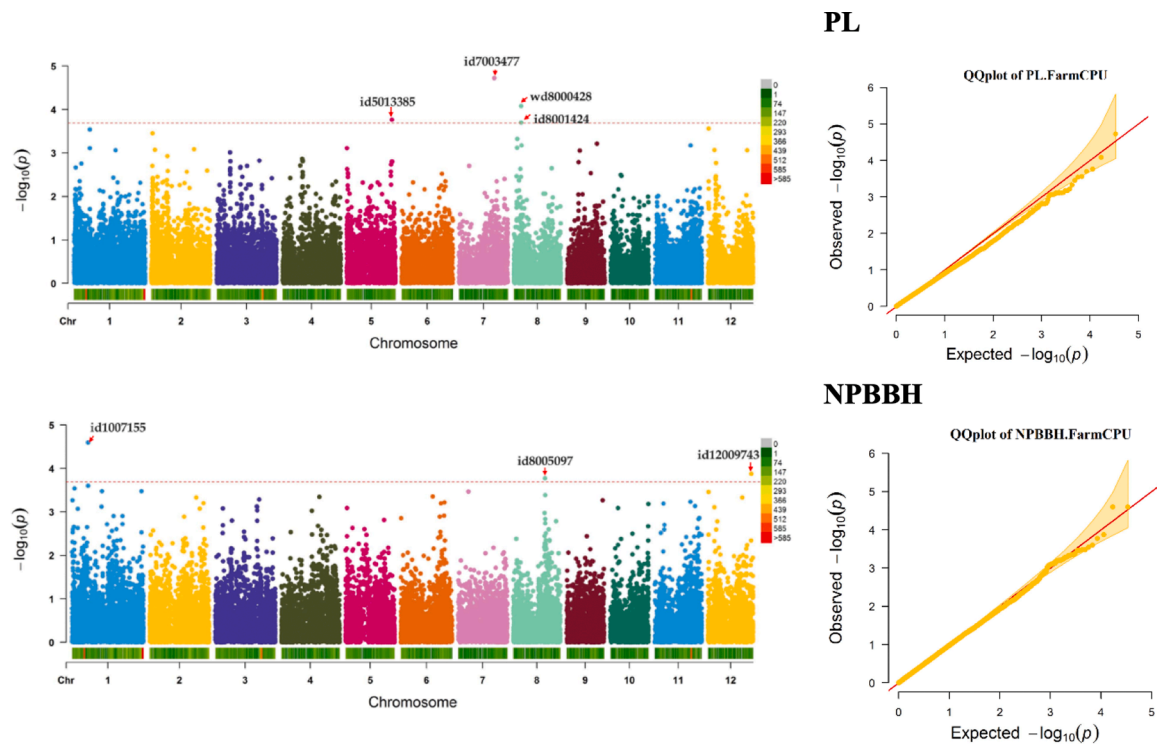 PL
id7003477
wd8000428
id5013385
id8001424
−log₁₀(p)
5
4
3
2
1
0
0
1
74
147
220
293
366
439
512
585
>585
Chr 1 2 3 4 5 6 7 8 9 10 11 12
Chromosome
QQplot of PL.FarmCPU
Observed −log₁₀(p)
6
5
4
3
2
1
0
0 1 2 3 4 5
Expected −log₁₀(p)
NPBBH
id1007155
id8005097
id12009743
−log₁₀(p)
5
4
3
2
1
0
0
1
74
147
220
293
366
439
512
585
>585
Chr 1 2 3 4 5 6 7 8 9 10 11 12
Chromosome
QQplot of NPBBH.FarmCPU
Observed −log₁₀(p)
6
5
4
3
2
1
0
0 1 2 3 4 5
Expected −log₁₀(p)